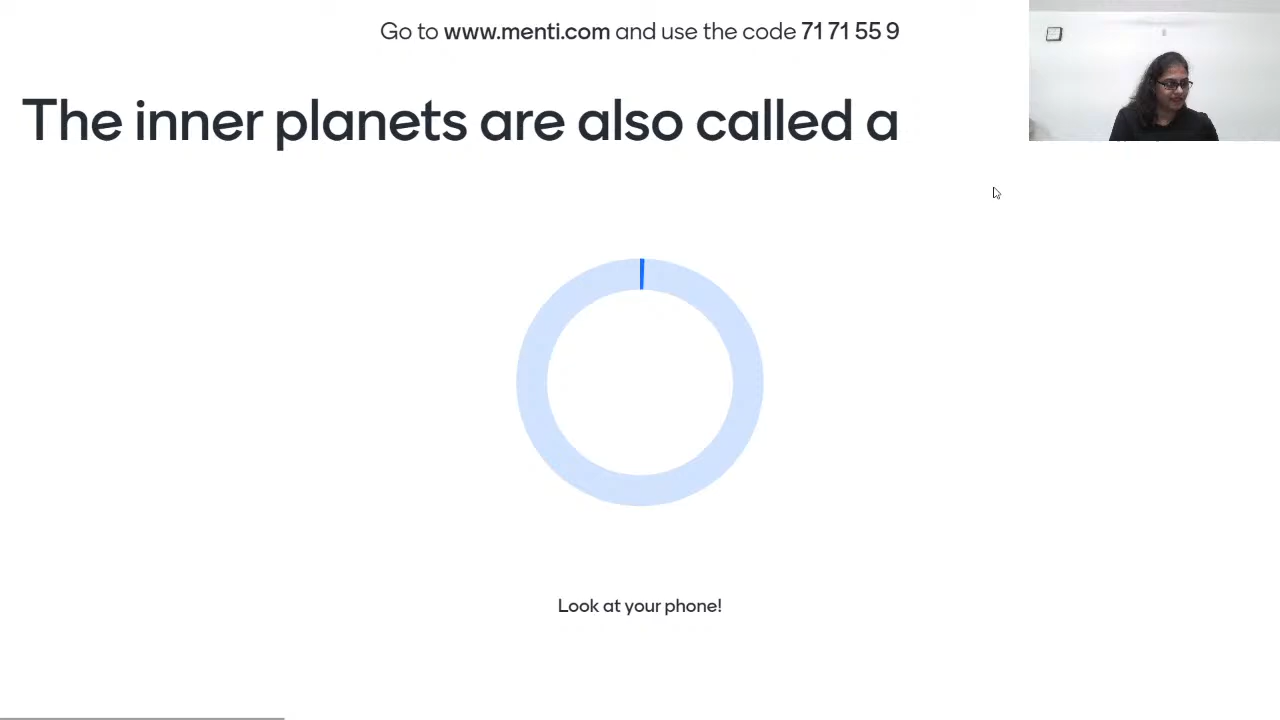 Go to www.menti.com and use the code 71 71 55 9
The inner planets are also called a
Look at your phone!